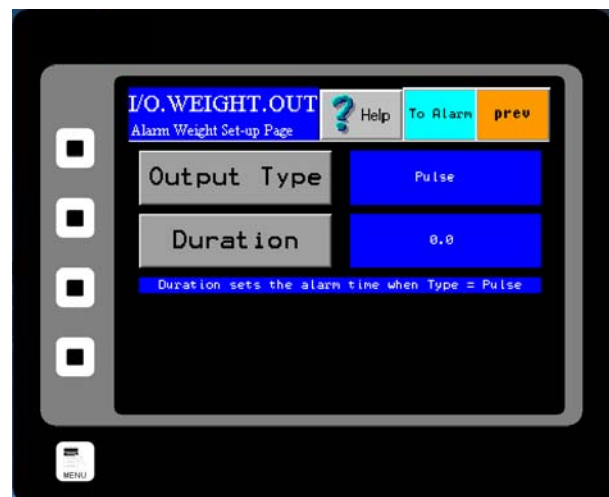 I/O.WEIGHT.OUT
Alarm Weight Set-up Page
? Help
To Alarm
prev
Output Type
Pulse
Duration
0.0
Duration sets the alarm time when Type = Pulse
MENU